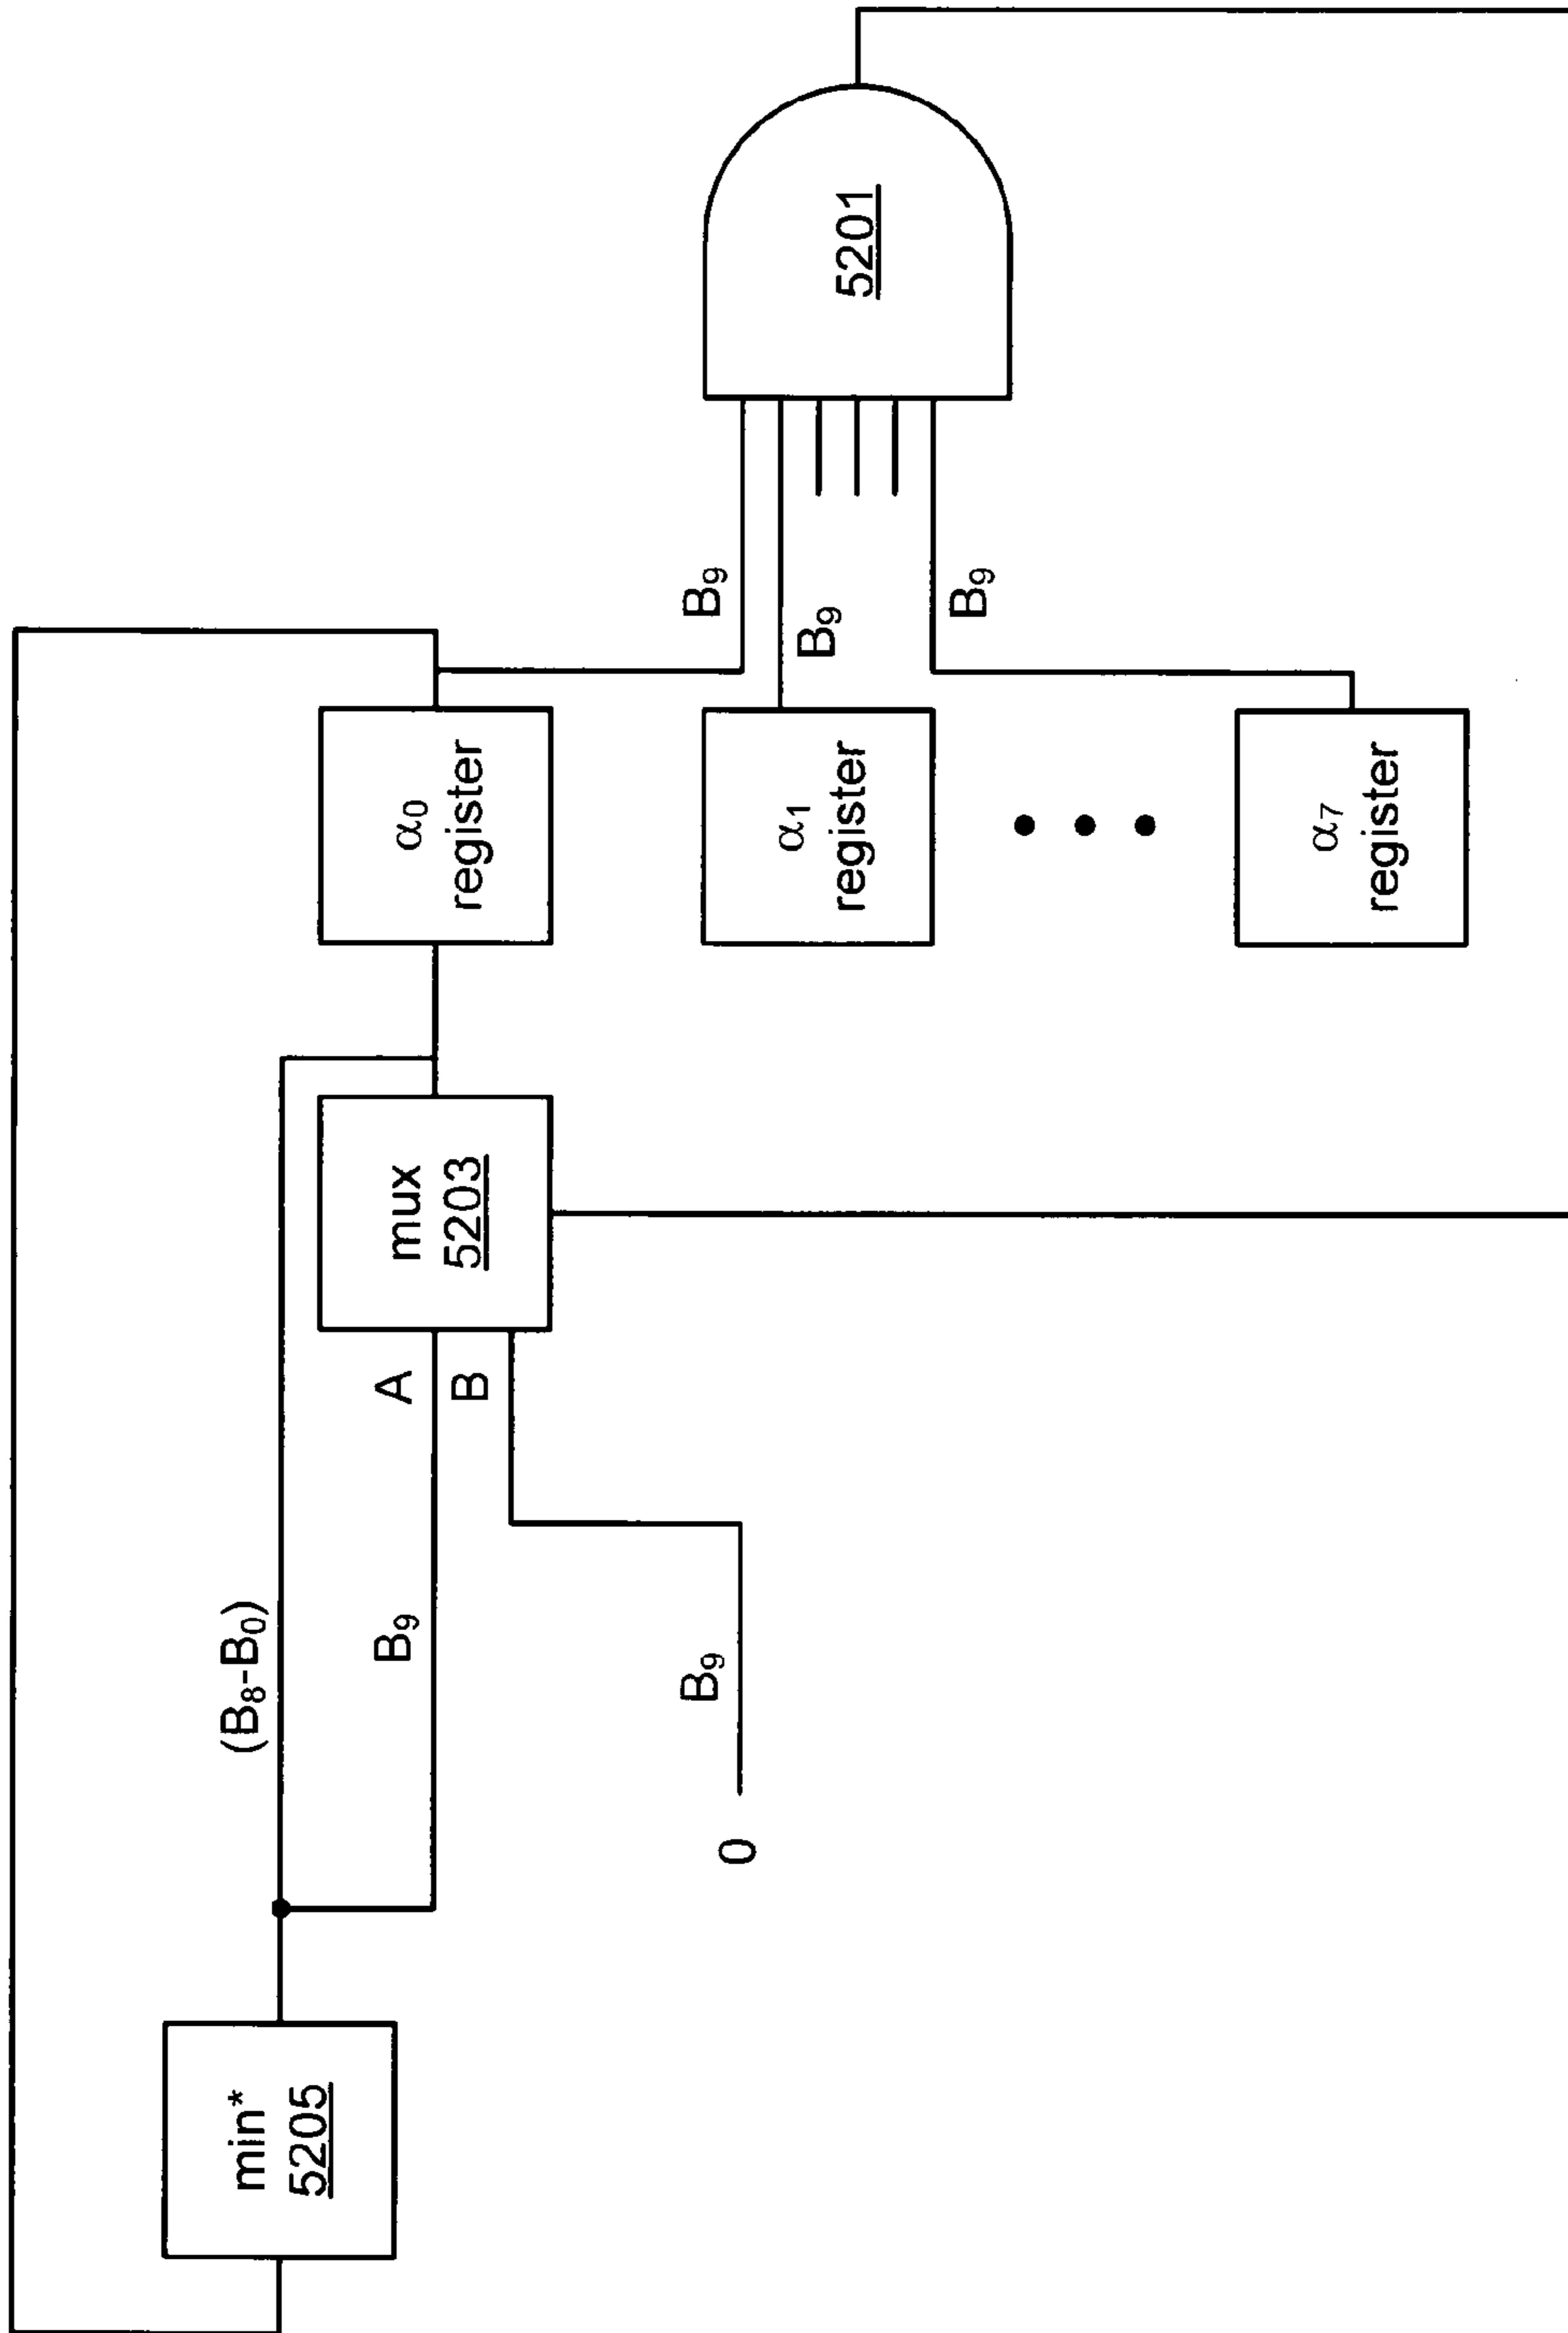 min*
5205
(B₈-B₀)
B₉
A
B
B₉
0
mux
5203
α₀
register
α₁
register
α₇
register
B₉
B₉
B₉
5201